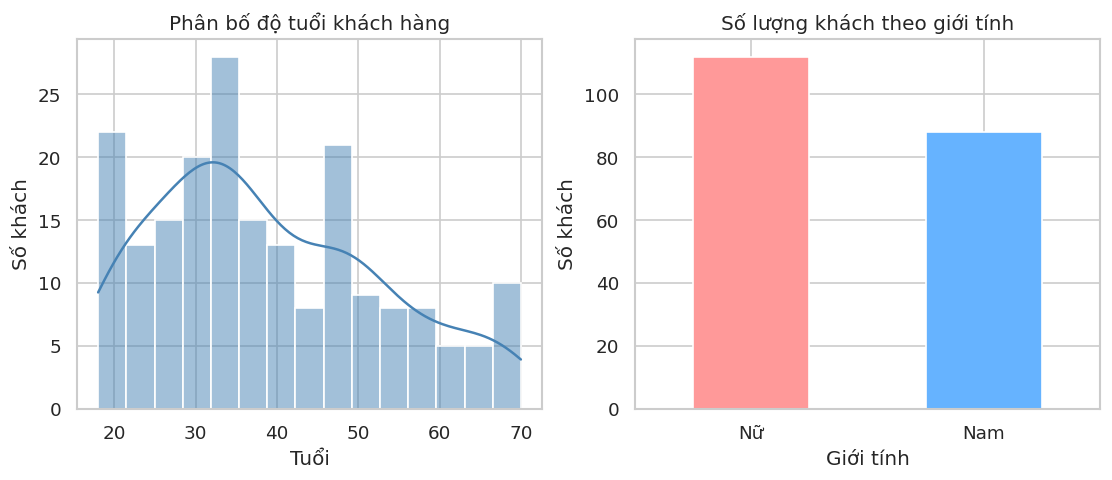 Phân bố độ tuổi khách hàng
Số khách
25
20
15
10
5
0
20 30 40 50 60 70
Tuổi
Số lượng khách theo giới tính
Số khách
100
80
60
40
20
0
Nữ Nam
Giới tính